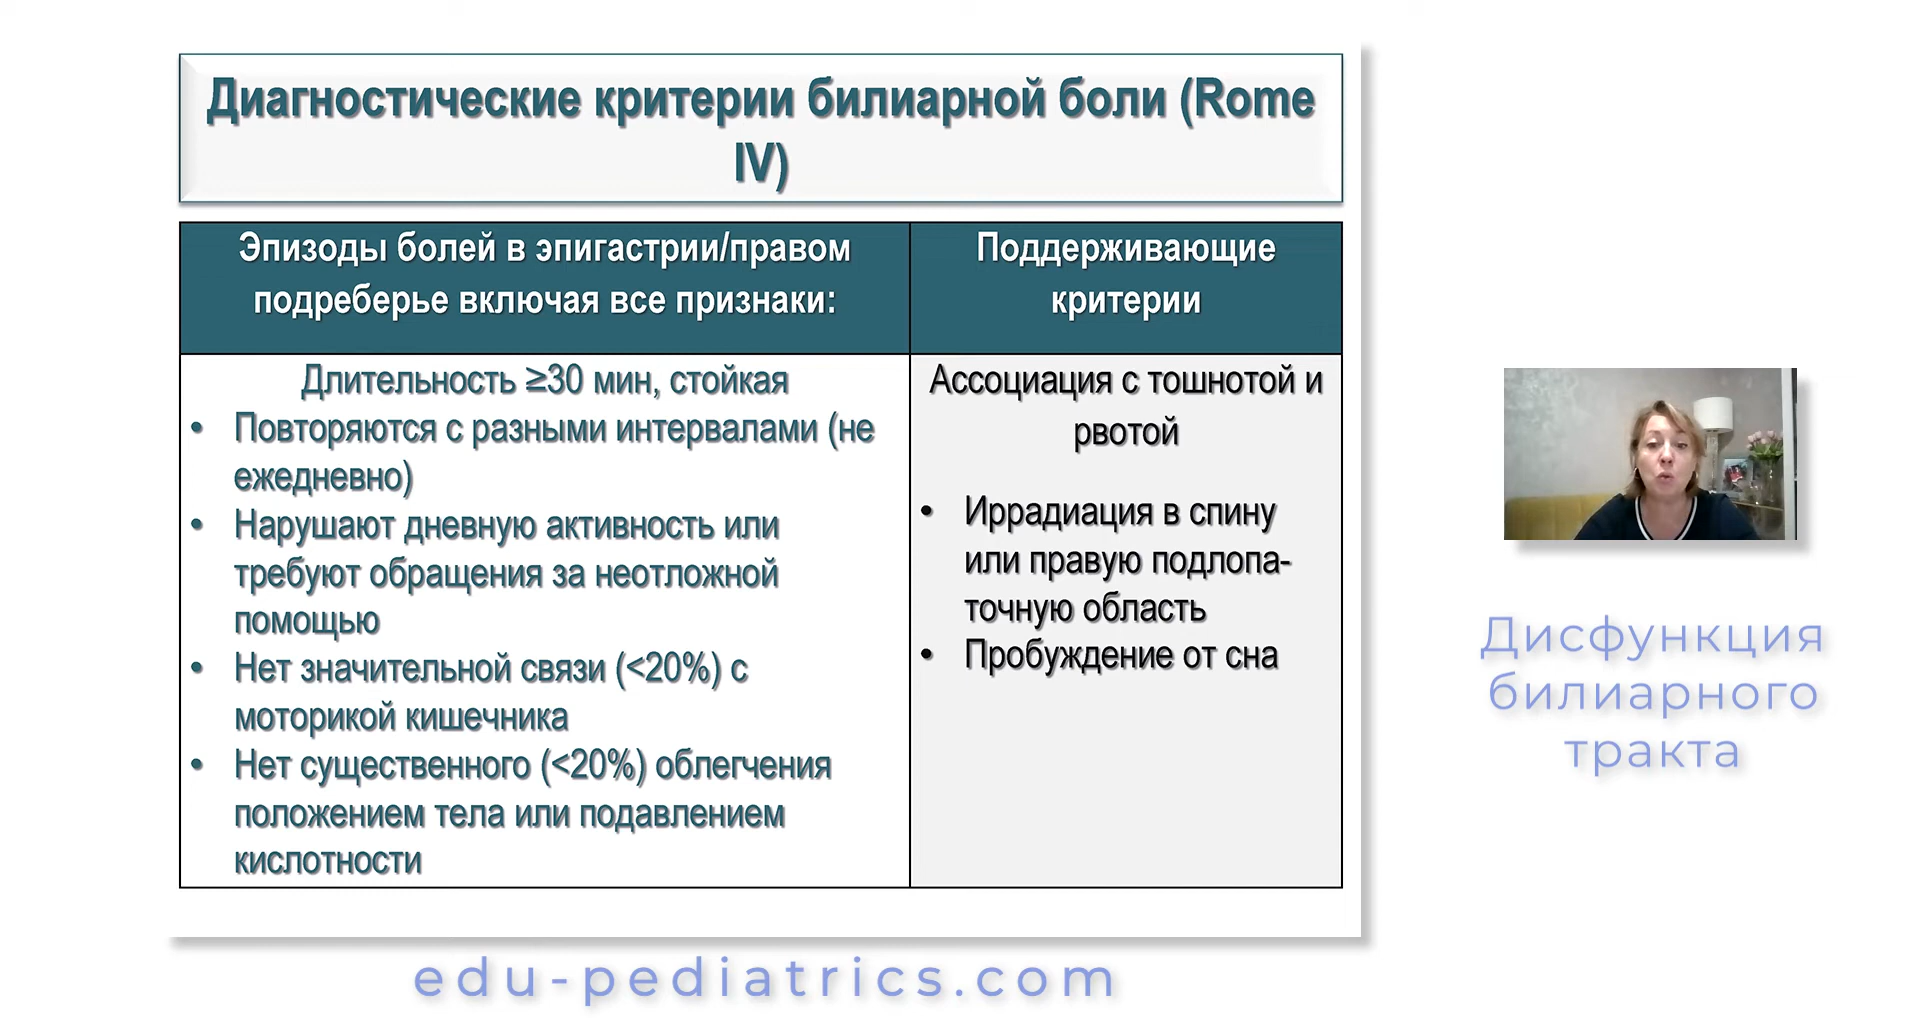 Диагностические критерии билиарной боли (Rome
IV)
Эпизоды болей в эпигастрии/правом
подреберье включая все признаки:
Длительность ≥30 мин, стойкая
• Повторяются с разными интервалами (не
ежедневно)
• Нарушают дневную активность или
требуют обращения за неотложной
помощью
• Нет значительной связи (<20%) с
моторикой кишечника
• Нет существенного (<20%) облегчения
положением тела или подавлением
кислотности
Поддерживающие
критерии
Ассоциация с тошнотой и
рвотой
• Иррадиация в спину
или правую подлопа-
точную область
• Пробуждение от сна
Дисфункция
билиарного
тракта
edu-pediatrics.com